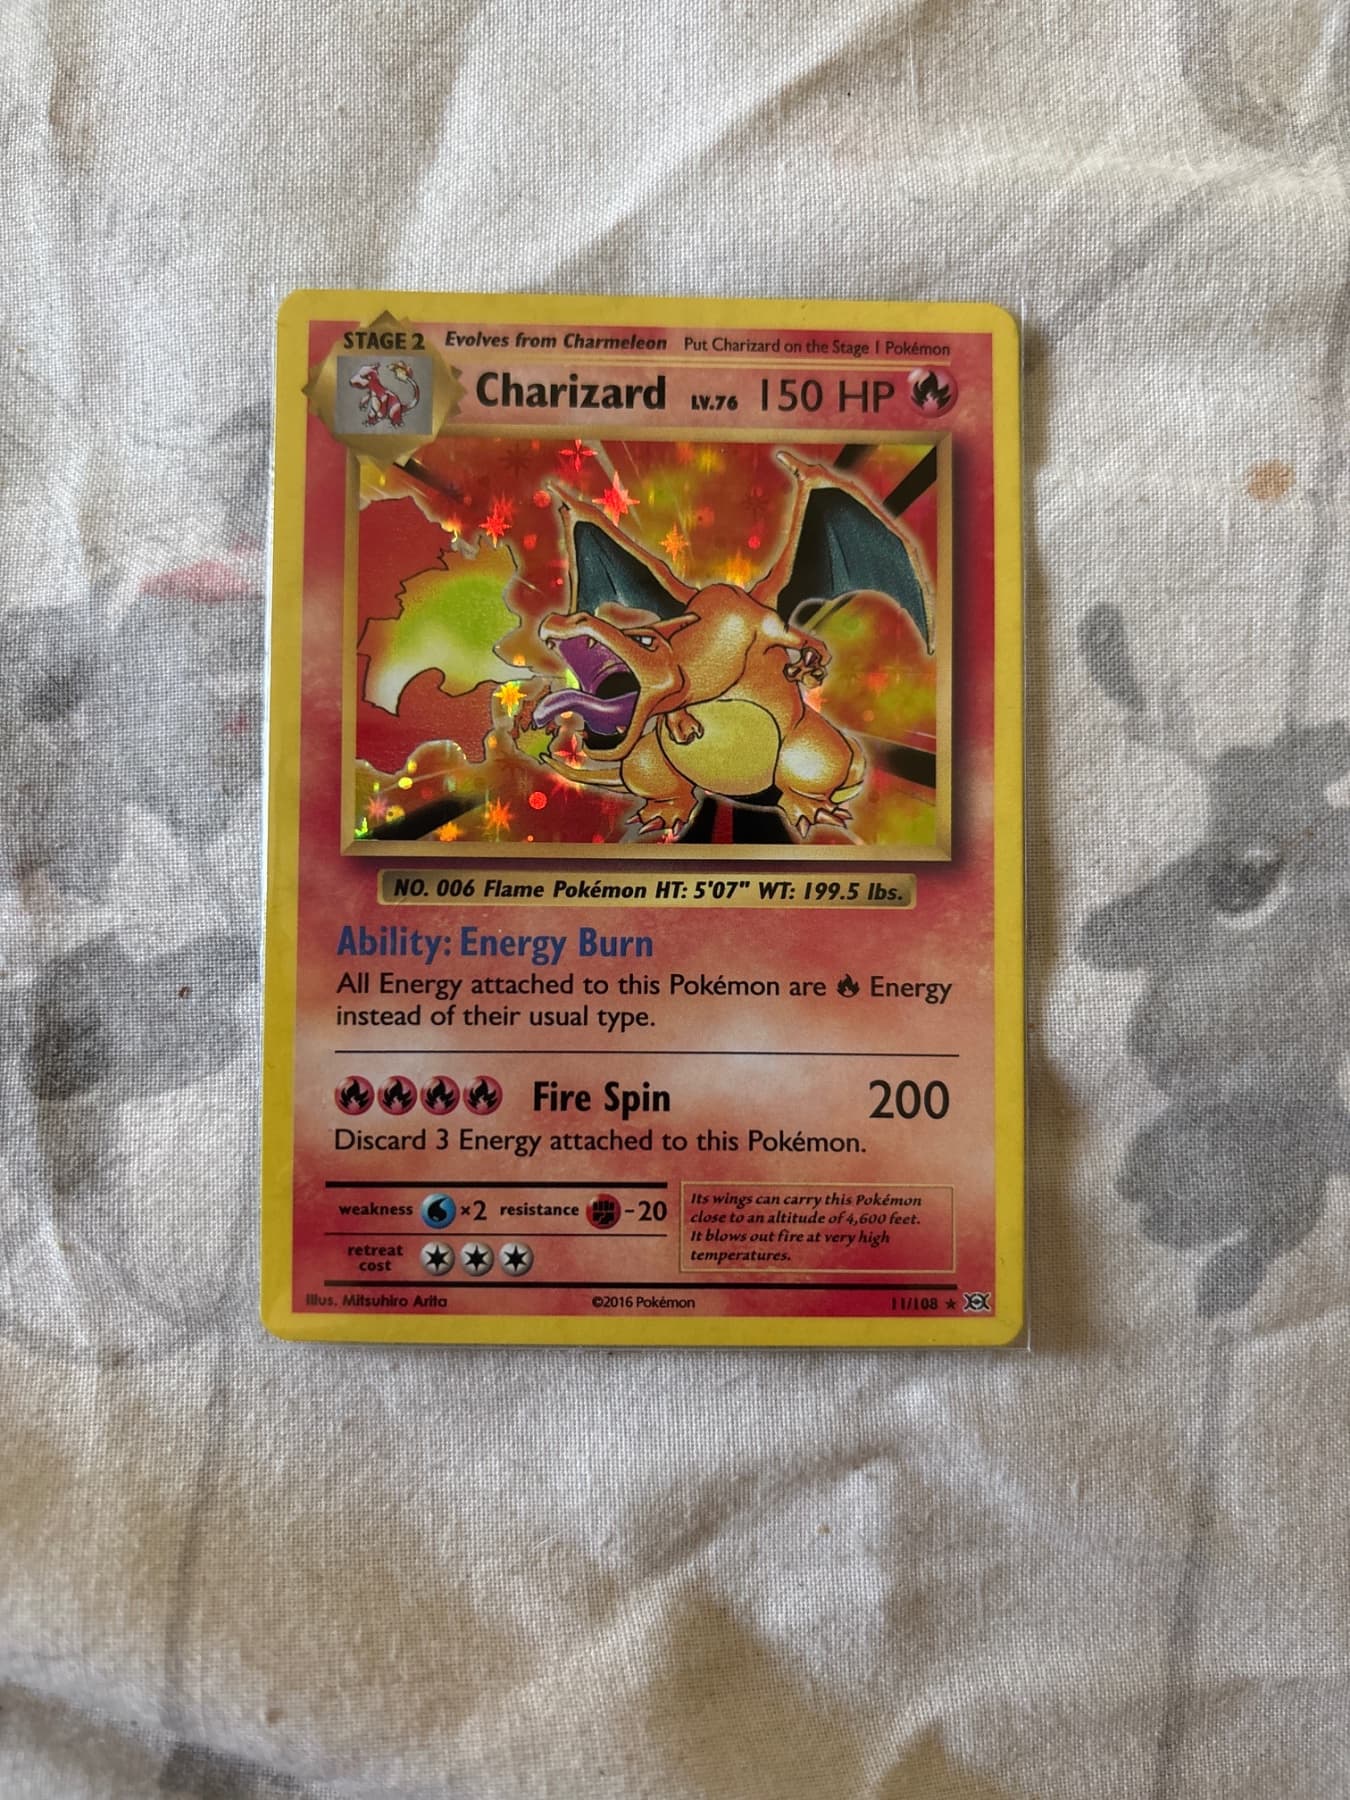 STAGE 2 Evolves from Charmeleon Put Charizard on the Stage 1 Pokémon
Charizard LV.76 150 HP
NO. 006 Flame Pokémon HT: 5'07" WT: 199.5 lbs.
Ability: Energy Burn
All Energy attached to this Pokémon are Energy
instead of their usual type.
Fire Spin 200
Discard 3 Energy attached to this Pokémon.
weakness ×2 resistance -20
retreat
cost
Its wings can carry this Pokémon
close to an altitude of 4,600 feet.
It blows out fire at very high
temperatures.
Illus. Mitsuhiro Arita ©2016 Pokémon 11/108 ★